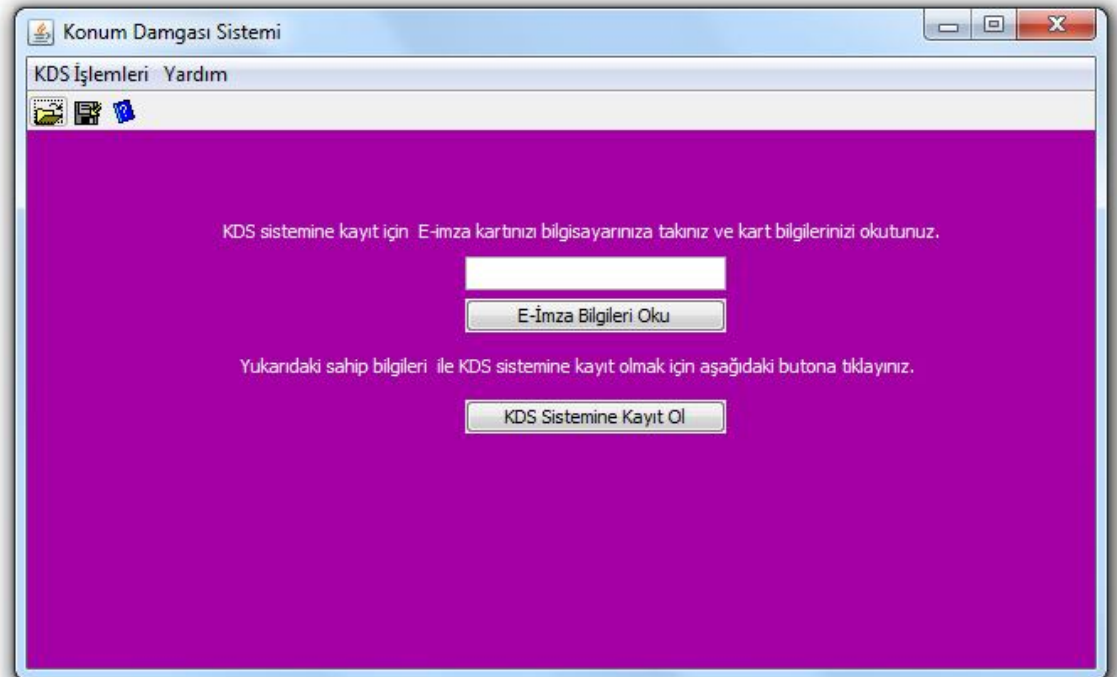 Konum Damgası Sistemi
KDS İşlemleri Yardım
KDS sistemine kayıt için E-imza kartınızı bilgisayarınıza takınız ve kart bilgilerinizi okutunuz.
E-İmza Bilgileri Oku
Yukarıdaki sahip bilgileri ile KDS sistemine kayıt olmak için aşağıdaki butona tıklayınız.
KDS Sistemine Kayıt Ol